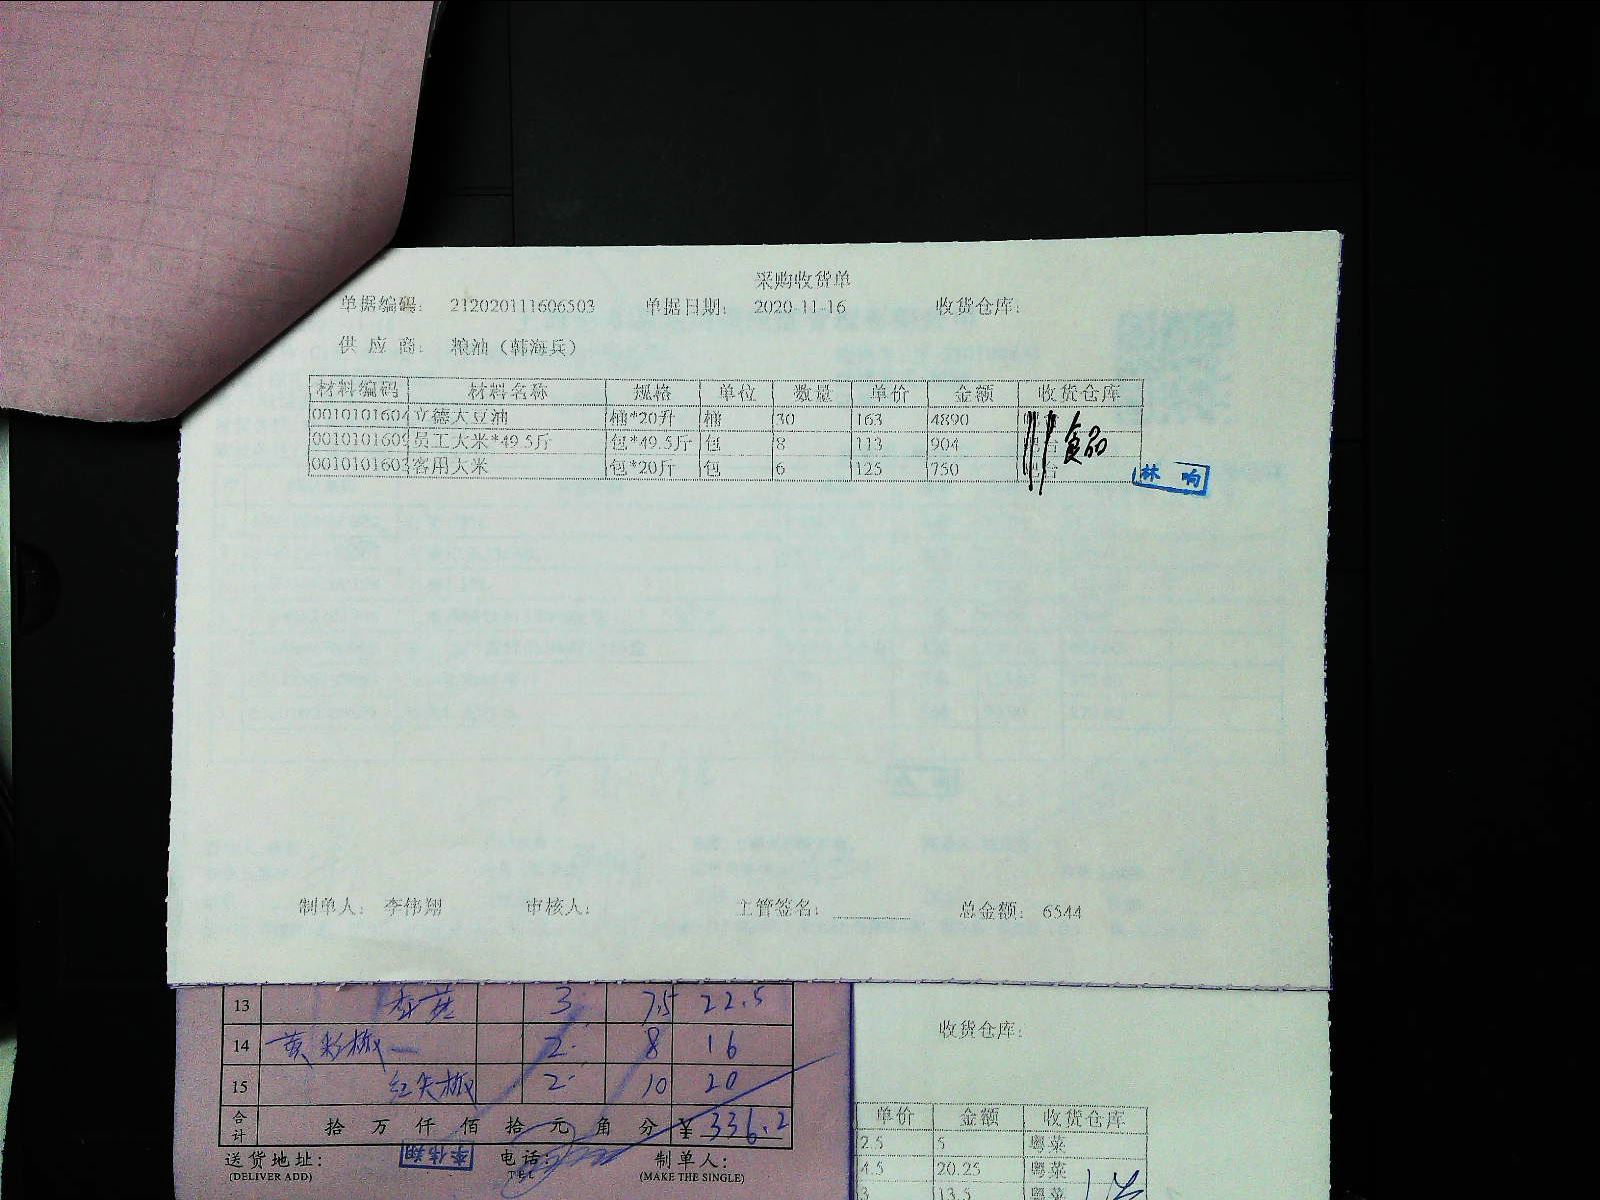 采购收货单
单据编码： 212020111606503 单据日期： 2020-11-16 收货仓库：
供 应 商： 粮油（韩海兵）
材料编码 材料名称 规格 单位 数量 单价 金额 收货仓库
0010101604 立德大豆油 桶*20升 桶 30 163 4890
0010101609 员工大米*49.5斤 包*49.5斤 包 8 113 904 食品
0010101603 客用大米 包*20斤 包 6 125 750
林 响
制单人： 李伟翔 审核人： 主管签名： 总金额： 6544
13 3 7.5 22.5
14 黄彩椒 2 8 16
15 红尖椒 2 10 20
合计 拾 万 仟 佰 拾 元 角 分 ¥ 336.2
送货地址： 李伟翔 电话： 制单人：
(DELIVER ADD) TEL (MAKE THE SINGLE)
收货仓库：
单价 金额 收货仓库
2.5 5 粤菜
4.5 20.25 粤菜
3 13.5 粤菜